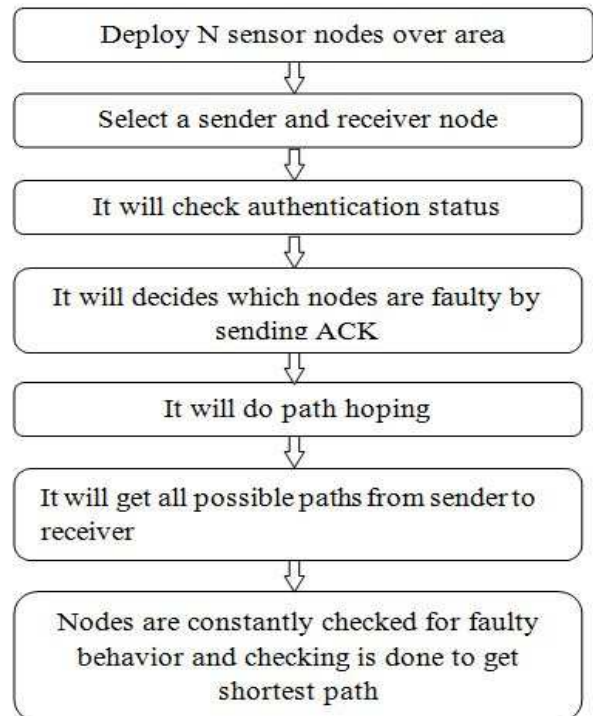 Deploy N sensor nodes over area
Select a sender and receiver node
It will check authentication status
It will decides which nodes are faulty by
sending ACK
It will do path hoping
It will get all possible paths from sender to
receiver
Nodes are constantly checked for faulty
behavior and checking is done to get
shortest path